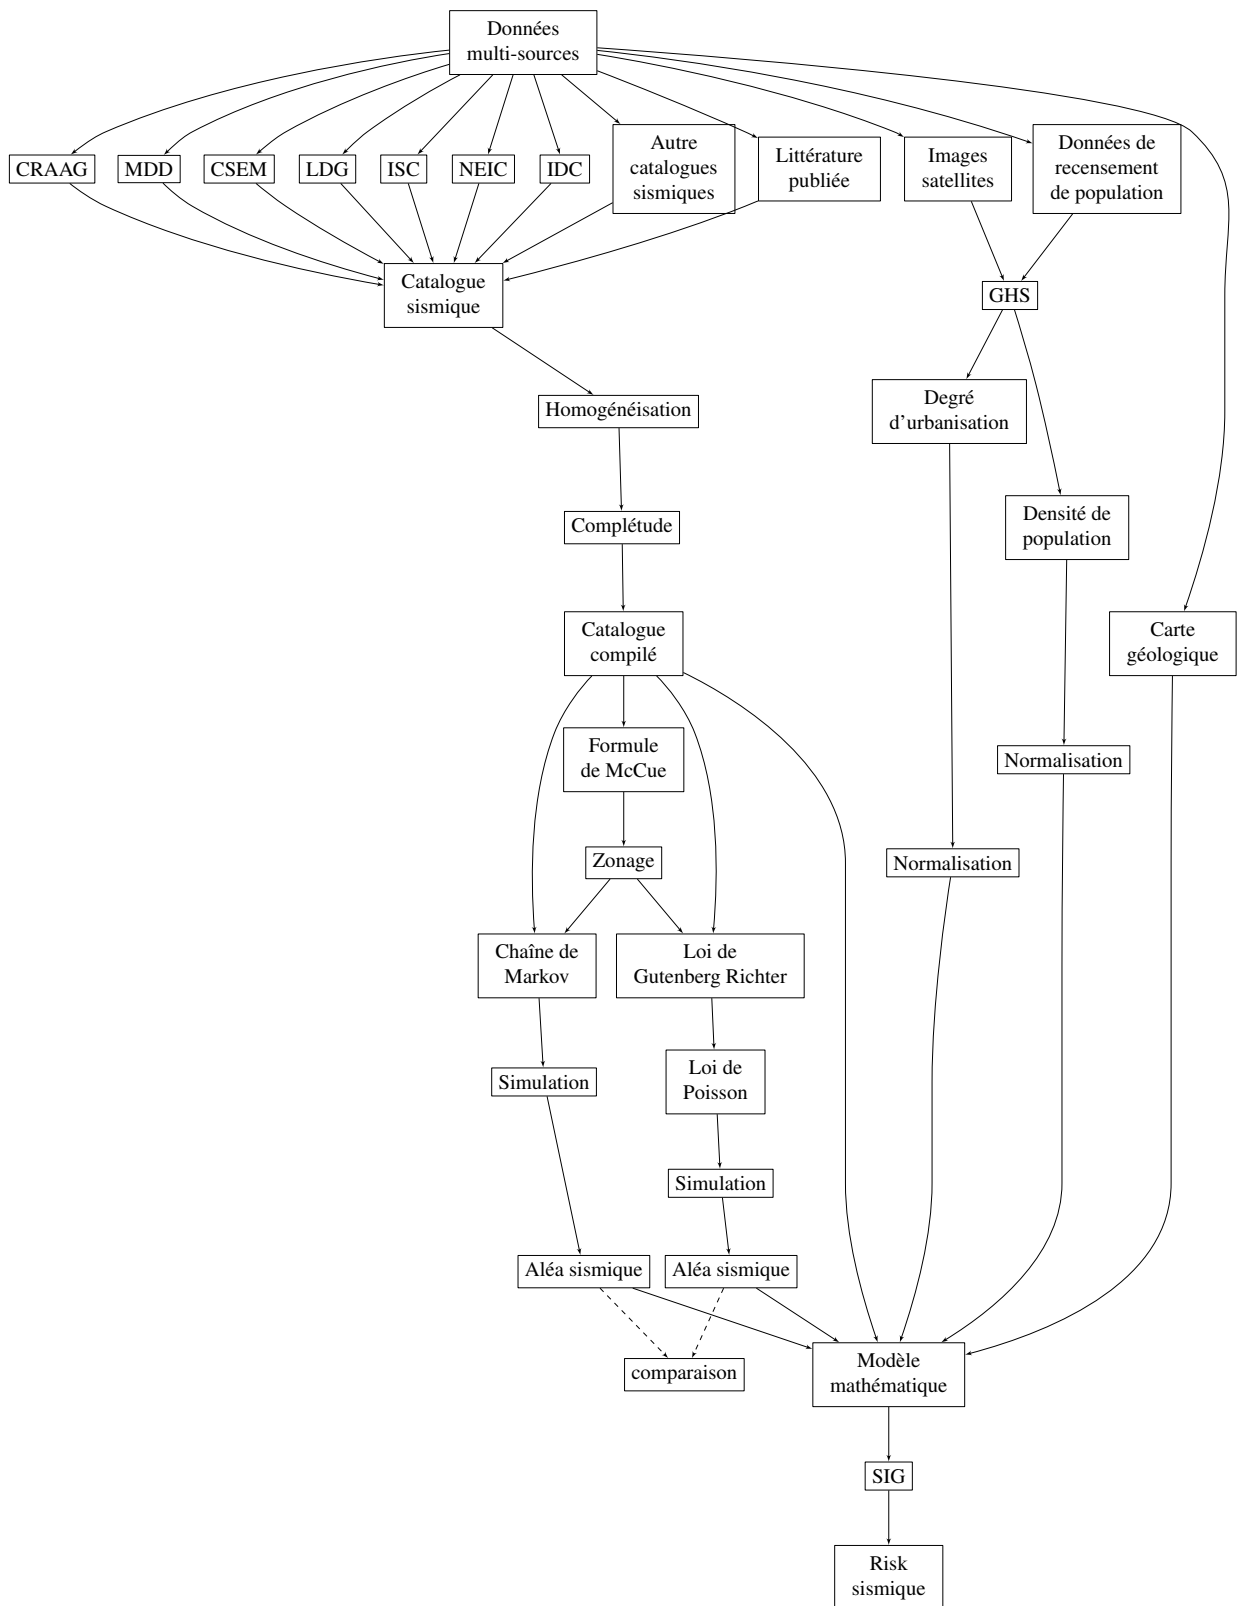 Données
multi-sources
CRAAG
MDD
CSEM
LDG
ISC
NEIC
IDC
Autre
catalogues
sismiques
Littérature
publiée
Images
satellites
Données de
recensement
de population
Catalogue
sismique
GHS
Homogénéisation
Degré
d'urbanisation
Complétude
Densité de
population
Catalogue
compilé
Carte
géologique
Formule
de McCue
Normalisation
Zonage
Normalisation
Chaîne de
Markov
Loi de
Gutenberg Richter
Simulation
Loi de
Poisson
Simulation
Aléa sismique
Aléa sismique
comparaison
Modèle
mathématique
SIG
Risk
sismique